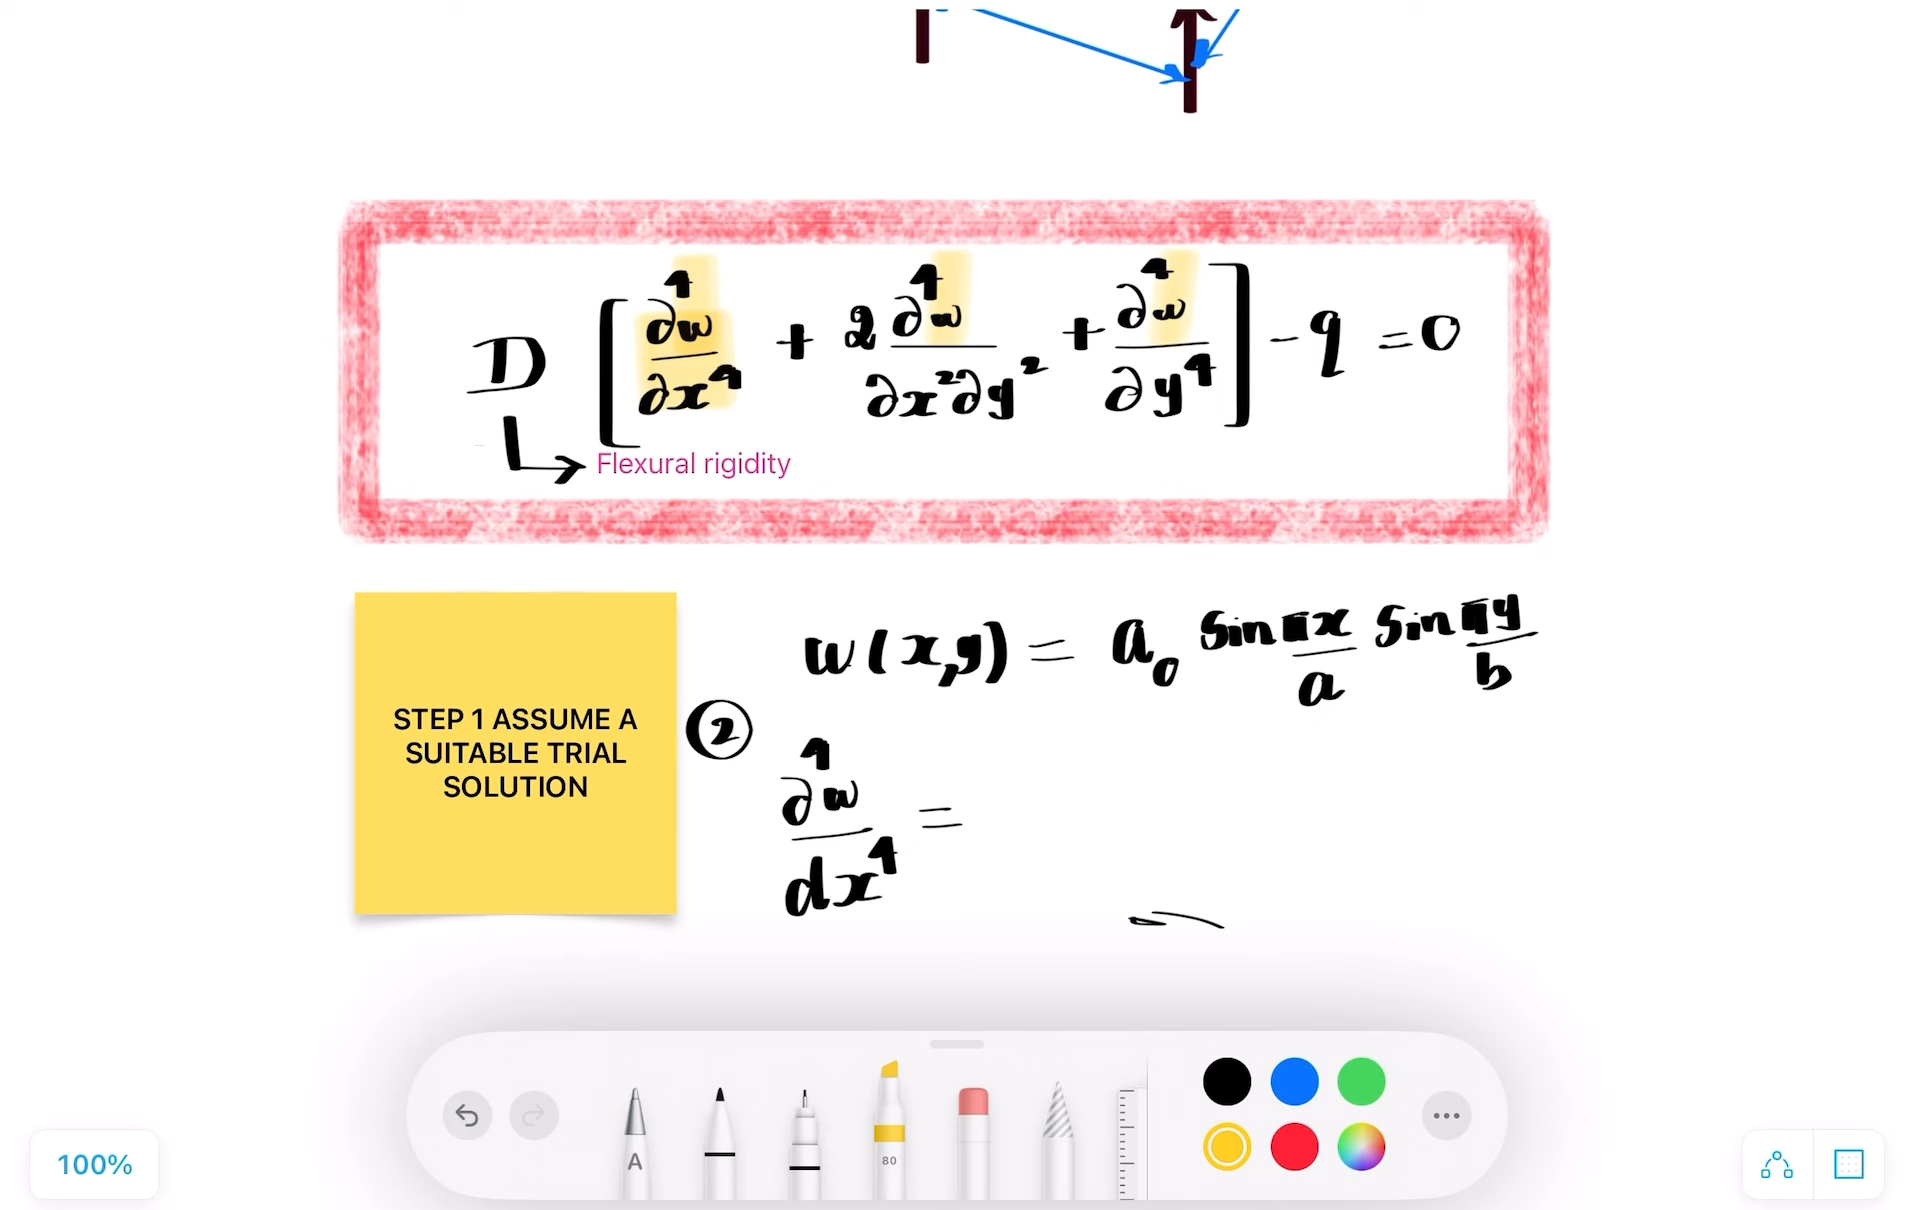 D [∂⁴w/∂x⁴ + 2 ∂⁴w/∂x²∂y² + ∂⁴w/∂y⁴] - q = 0
Flexural rigidity
STEP 1 ASSUME A
SUITABLE TRIAL
SOLUTION
w(x,y) = a₀ sin πx/a sin πy/b
② ∂⁴w/dx⁴ =
A
80
100%